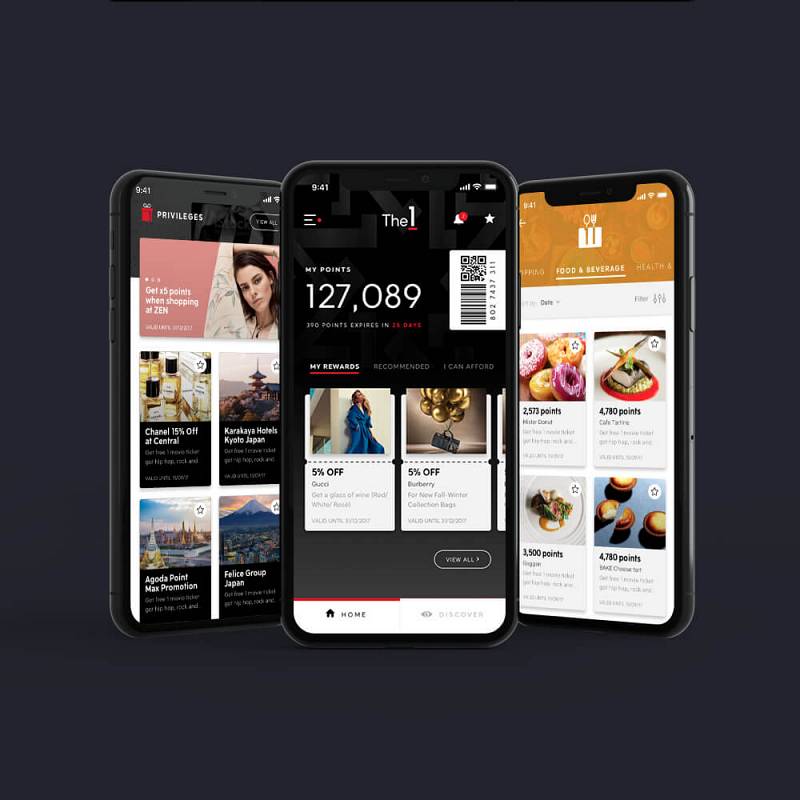 9:41
PRIVILEGES
VIEW ALL
Get x5 points
when shopping
at ZEN
VALID UNTIL 31/12/2017
Chanel 15% Off
at Central
Get free 1 movie ticket
get hip hop, rock and
VALID UNTIL 15/09/17
Karakaya Hotels
Kyoto Japan
Get free 1 movie ticket
get hip hop, rock and
VALID UNTIL 15/09/17
Agoda Point
Max Promotion
Get free 1 movie ticket
get hip hop, rock and
Felice Group
Japan
Get free 1 movie ticket
get hip hop, rock and
9:41
The1
MY POINTS
127,089
390 POINTS EXPIRES IN 25 DAYS
802 7437 311
MY REWARDS
RECOMMENDED
I CAN AFFORD
5% OFF
Gucci
Get a glass of wine (Red/
White/ Rose)
VALID UNTIL 31/12/2017
5% OFF
Burberry
For New Fall-Winter
Collection Bags
VALID UNTIL 31/12/2017
VIEW ALL >
HOME
DISCOVER
9:41
PPING
FOOD & BEVERAGE
HEALTH &
Date
Filter
2,573 points
Mister Donut
Get free 1 movie ticket
get hip hop, rock and
VALID UNTIL 15/09/17
4,780 points
Cafe Tartine
Get free 1 movie ticket
get hip hop, rock and
VALID UNTIL 15/09/17
3,500 points
Get free 1 movie ticket
get hip hop, rock and
VALID UNTIL 15/09/17
4,780 points
BAKE Cheese tart
Get free 1 movie ticket
get hip hop, rock and
VALID UNTIL 15/09/17